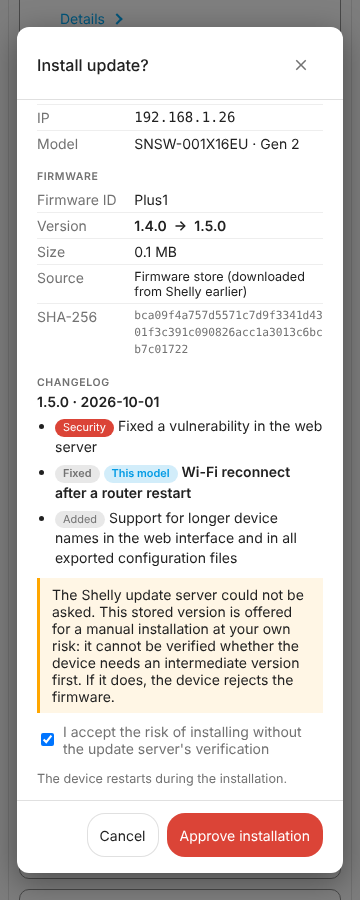 Details
Install update?
IP 192.168.1.26
Model SNSW-001X16EU · Gen 2
FIRMWARE
Firmware ID Plus1
Version 1.4.0 → 1.5.0
Size 0.1 MB
Source Firmware store (downloaded
from Shelly earlier)
SHA-256 bca09f4a757d5571c7d9f3341d43
01f3c391c090826acc1a3013c6bc
b7c01722
CHANGELOG
1.5.0 · 2026-10-01
• Security Fixed a vulnerability in the web
server
• Fixed This model Wi-Fi reconnect
after a router restart
• Added Support for longer device
names in the web interface and in all
exported configuration files
The Shelly update server could not be
asked. This stored version is offered
for a manual installation at your own
risk: it cannot be verified whether the
device needs an intermediate version
first. If it does, the device rejects the
firmware.
I accept the risk of installing without
the update server's verification
The device restarts during the installation.
Cancel
Approve installation